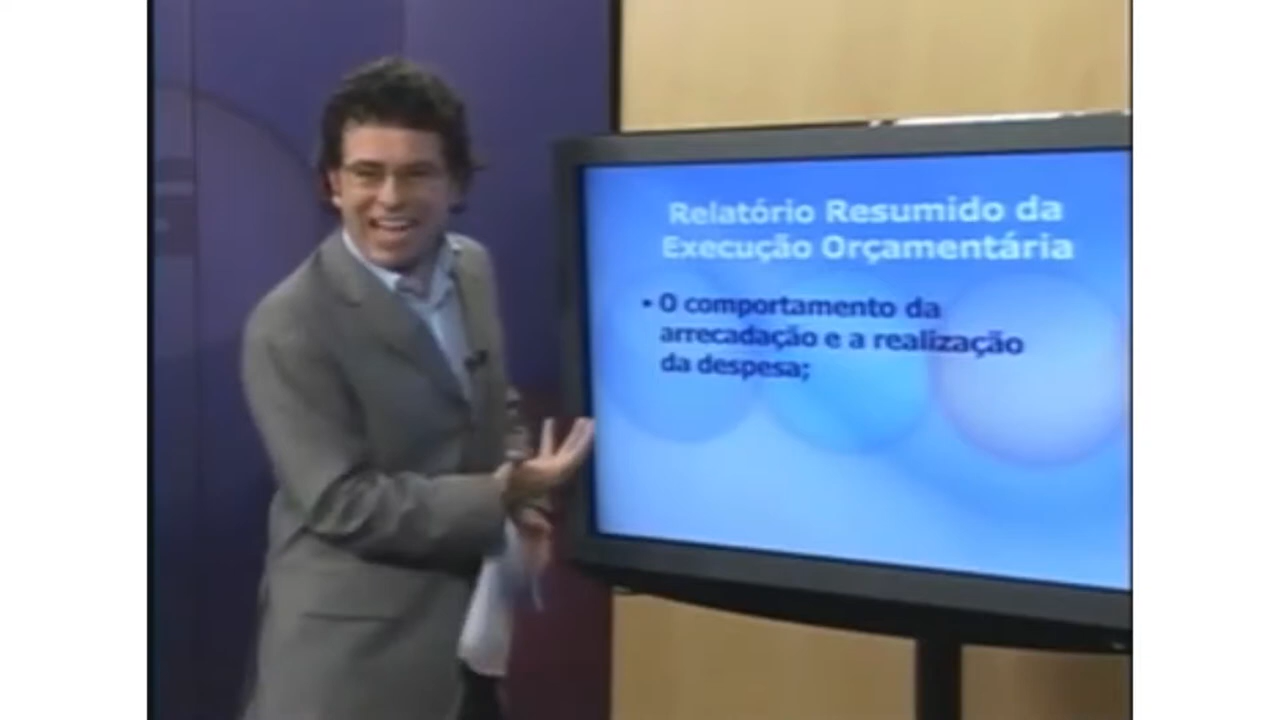 Relatório Resumido da
Execução Orçamentária
• O comportamento da
arrecadação e a realização
da despesa;